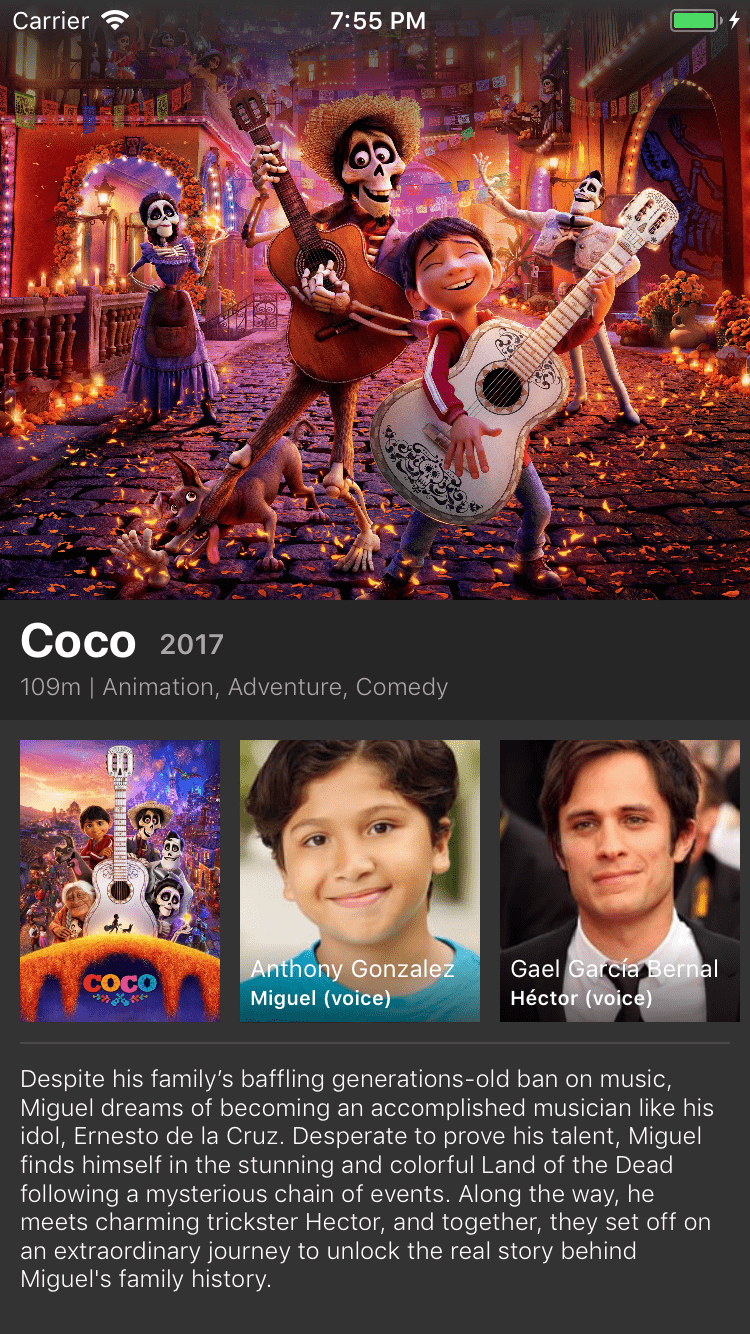 Carrier 7:55 PM
Coco 2017
109m | Animation, Adventure, Comedy
COCO
Anthony Gonzalez
Miguel (voice)
Gael García Bernal
Héctor (voice)
Despite his family’s baffling generations-old ban on music,
Miguel dreams of becoming an accomplished musician like his
idol, Ernesto de la Cruz. Desperate to prove his talent, Miguel
finds himself in the stunning and colorful Land of the Dead
following a mysterious chain of events. Along the way, he
meets charming trickster Hector, and together, they set off on
an extraordinary journey to unlock the real story behind
Miguel's family history.